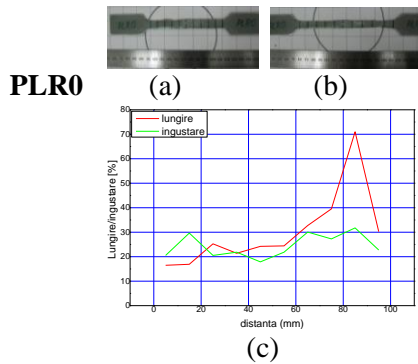 PLR0 (a) (b)
80
70
60
50
40
30
20
10
0
lungire
ingustare
Lungire/ingustare [%]
0 20 40 60 80 100
distanta (mm)
(c)